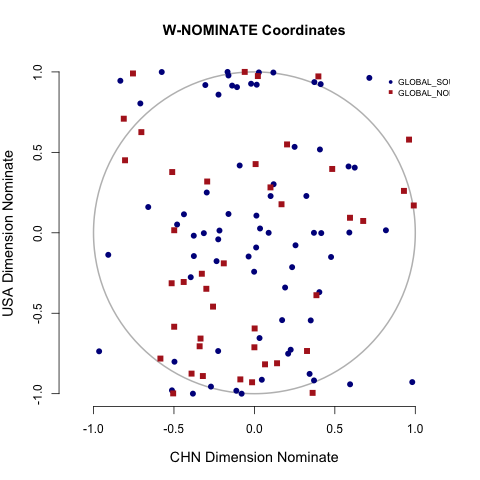 W-NOMINATE Coordinates
USA Dimension Nominate
1.0
0.5
0.0
-0.5
-1.0
GLOBAL_SOU
GLOBAL_NO
-1.0
-0.5
0.0
0.5
1.0
CHN Dimension Nominate